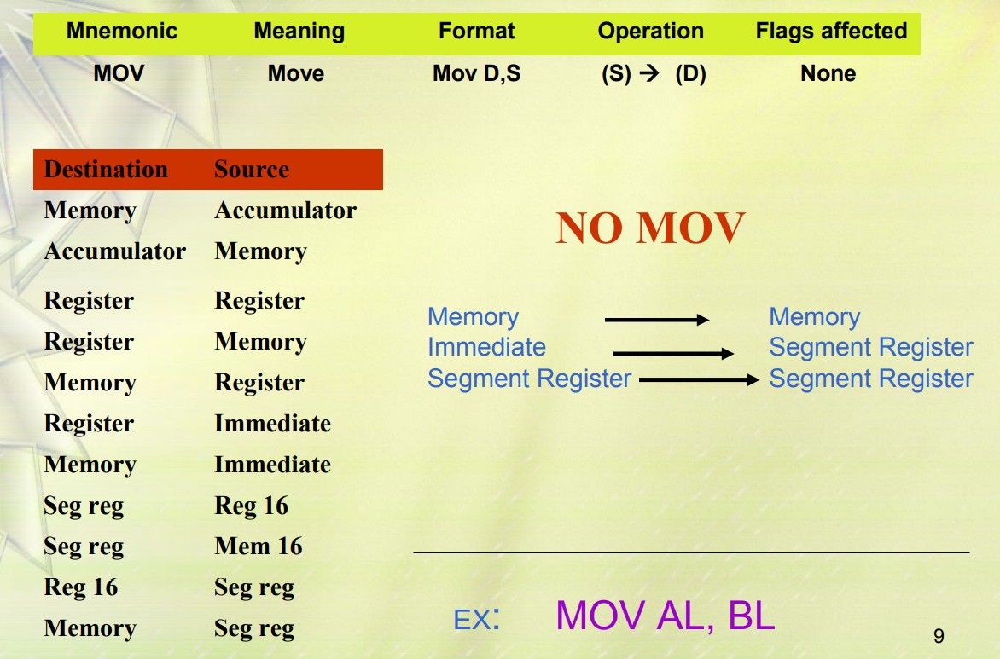 Mnemonic Meaning Format Operation Flags affected
MOV Move Mov D,S (S) → (D) None
Destination Source
Memory Accumulator
Accumulator Memory
Register Register
Register Memory
Memory Register
Register Immediate
Memory Immediate
Seg reg Reg 16
Seg reg Mem 16
Reg 16 Seg reg
Memory Seg reg
NO MOV
Memory Memory
Immediate Segment Register
Segment Register Segment Register
EX: MOV AL, BL
9